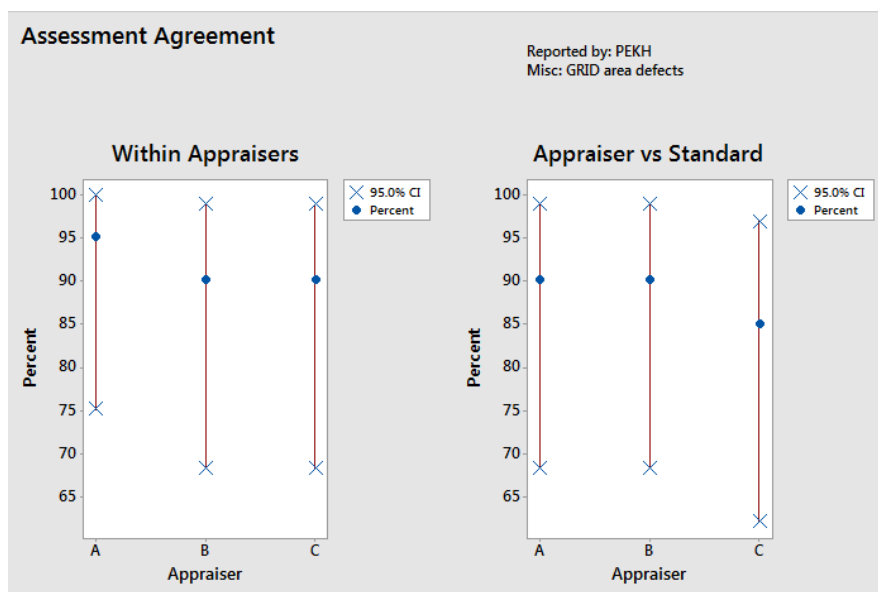 Assessment Agreement
Reported by: PEKH
Misc: GRID area defects
Within Appraisers
100
95
90
85
80
75
70
65
Percent
A B C
Appraiser
95.0% CI
Percent
Appraiser vs Standard
100
95
90
85
80
75
70
65
Percent
A B C
Appraiser
95.0% CI
Percent